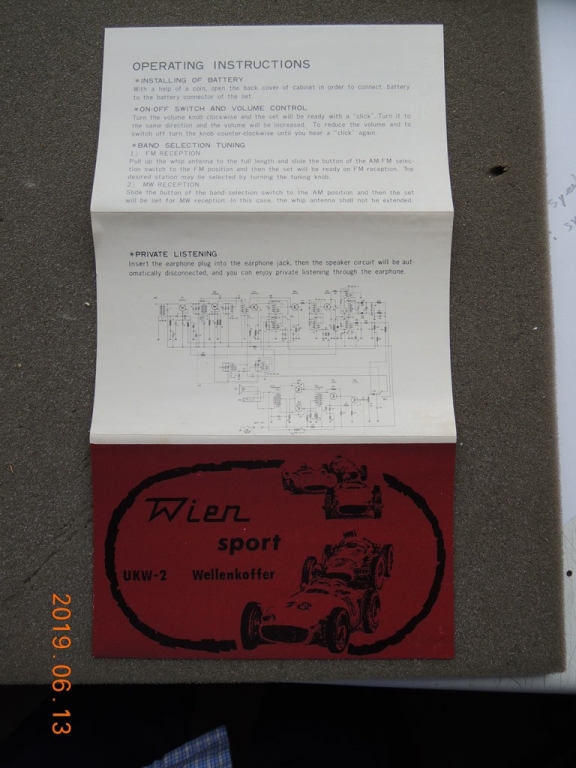 OPERATING INSTRUCTIONS
*INSTALLING OF BATTERY
With a help of a coin, open the back cover of cabinet in order to connect battery
to the battery connector of the set.
*ON-OFF SWITCH AND VOLUME CONTROL
Turn the volume knob clockwise and the set will be ready with a "click". Turn it to
the same direction and the volume will be increased. To reduce the volume and to
switch off turn the knob counter-clockwise until you hear a "click" again.
*BAND SELECTION TUNING
1) FM RECEPTION
Pull up the whip antenna to the full length and slide the button of the AM-FM selec-
tion switch to the FM position and then the set will be ready on FM reception. The
desired station may be selected by turning the tuning knob.
2) MW RECEPTION
Slide the button of the band-selection switch to the AM position and then the set
will be set for MW reception. In this case, the whip antenna shall not be extended.
*PRIVATE LISTENING
Insert the earphone plug into the earphone jack, then the speaker circuit will be aut-
omatically disconnected, and you can enjoy private listening through the earphone.
Wien
sport
UKW-2 Wellenkoffer
16
2019.06.13